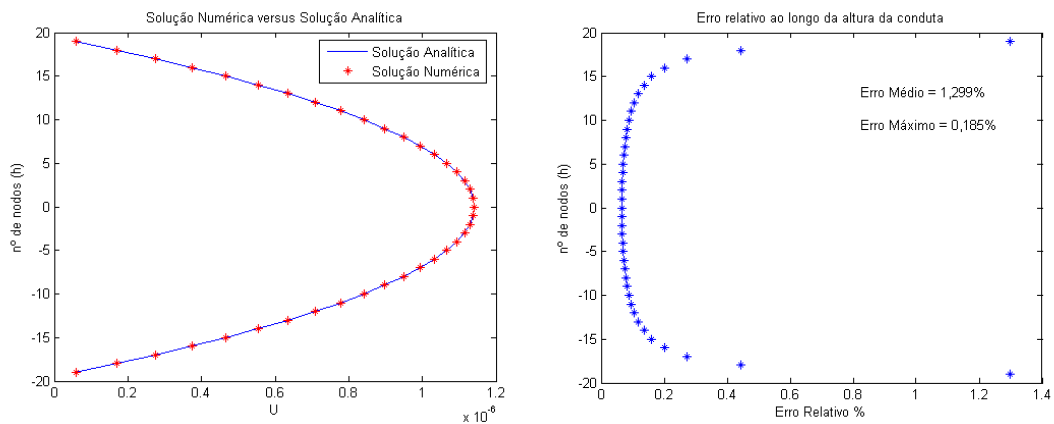 Solução Numérica versus Solução Analítica
20
15
10
5
0
-5
-10
-15
-20
nº de nodos (h)
Solução Analítica
Solução Numérica
0 0.2 0.4 0.6 0.8 1 1.2
U
x 10⁻⁶
Erro relativo ao longo da altura da conduta
20
15
10
5
0
-5
-10
-15
-20
nº de nodos (h)
Erro Médio = 1,299%
Erro Máximo = 0,185%
0 0.2 0.4 0.6 0.8 1 1.2 1.4
Erro Relativo %